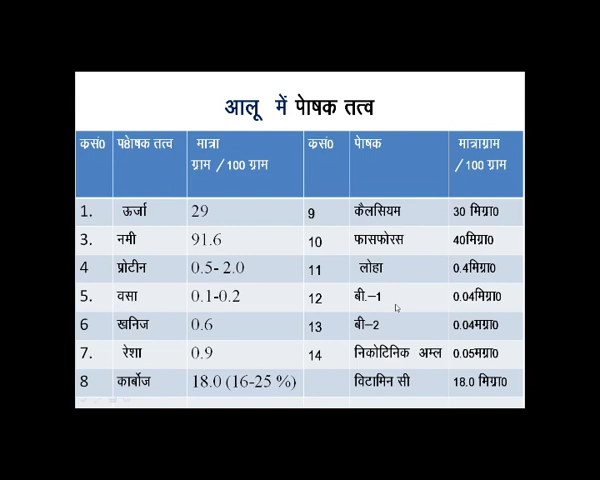 आलू में पेाषक तत्व
क्रसं0 पष्ेाषक तत्व मात्रा ग्राम /100 ग्राम क्रसं0 पेाषक मात्राग्राम /100 ग्राम
1. ऊर्जा 29 9 कैलसियम 30 मिग्रा0
3. नमी 91.6 10 फासफोरस 40मिग्रा0
4 प्रोटीन 0.5- 2.0 11 लोहा 0.4मिग्रा0
5. वसा 0.1-0.2 12 बी.–1 0.04मिग्रा0
6 खनिज 0.6 13 बी–2 0.04मग्रा0
7. रेशा 0.9 14 निकोटिनिक अम्ल 0.05मग्रा0
8 कार्बोज 18.0 (16-25 %) विटामिन सी 18.0 मिग्रा0